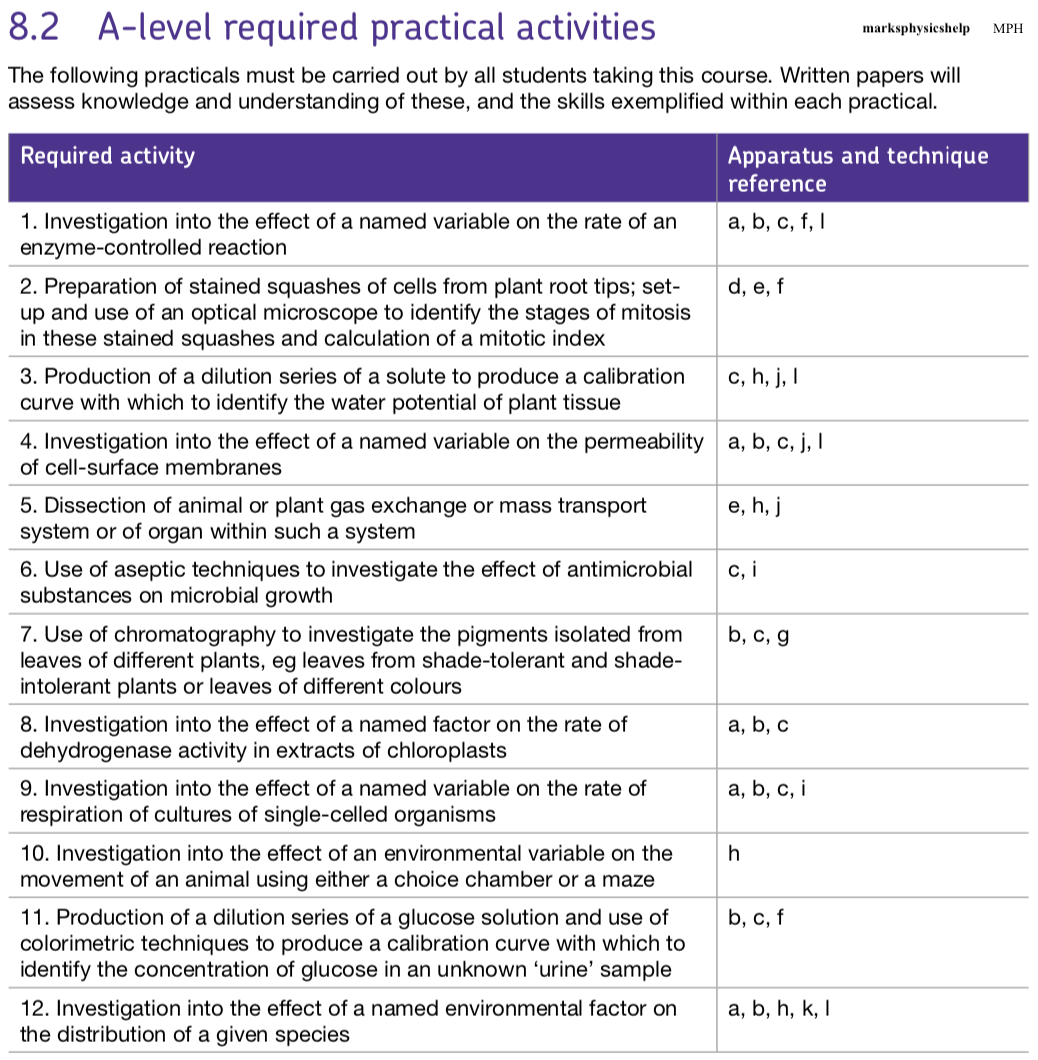 8.2 A-level required practical activities
marksphysicshelp MPH
The following practicals must be carried out by all students taking this course. Written papers will
assess knowledge and understanding of these, and the skills exemplified within each practical.
Required activity
Apparatus and technique
reference
1. Investigation into the effect of a named variable on the rate of an
enzyme-controlled reaction
a, b, c, f, l
2. Preparation of stained squashes of cells from plant root tips; set-
up and use of an optical microscope to identify the stages of mitosis
in these stained squashes and calculation of a mitotic index
d, e, f
3. Production of a dilution series of a solute to produce a calibration
curve with which to identify the water potential of plant tissue
c, h, j, l
4. Investigation into the effect of a named variable on the permeability
of cell-surface membranes
a, b, c, j, l
5. Dissection of animal or plant gas exchange or mass transport
system or of organ within such a system
e, h, j
6. Use of aseptic techniques to investigate the effect of antimicrobial
substances on microbial growth
c, i
7. Use of chromatography to investigate the pigments isolated from
leaves of different plants, eg leaves from shade-tolerant and shade-
intolerant plants or leaves of different colours
b, c, g
8. Investigation into the effect of a named factor on the rate of
dehydrogenase activity in extracts of chloroplasts
a, b, c
9. Investigation into the effect of a named variable on the rate of
respiration of cultures of single-celled organisms
a, b, c, i
10. Investigation into the effect of an environmental variable on the
movement of an animal using either a choice chamber or a maze
h
11. Production of a dilution series of a glucose solution and use of
colorimetric techniques to produce a calibration curve with which to
identify the concentration of glucose in an unknown ‘urine’ sample
b, c, f
12. Investigation into the effect of a named environmental factor on
the distribution of a given species
a, b, h, k, l